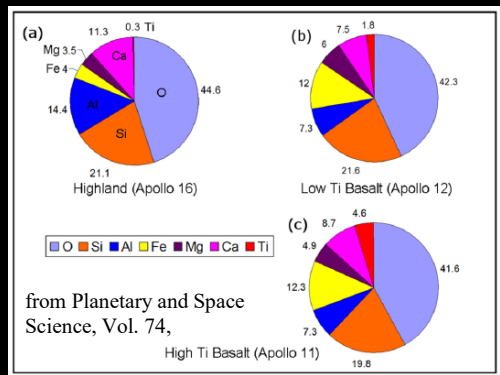 (a)
0.3 Ti
11.3
Ca
Mg 3.5
Fe 4
O
44.6
14.4
Al
Si
21.1
Highland (Apollo 16)
(b)
7.5
1.8
6
12
42.3
7.3
21.6
Low Ti Basalt (Apollo 12)
O Si Al Fe Mg Ca Ti
(c)
8.7
4.6
4.9
12.3
41.6
7.3
19.8
High Ti Basalt (Apollo 11)
from Planetary and Space
Science, Vol. 74,